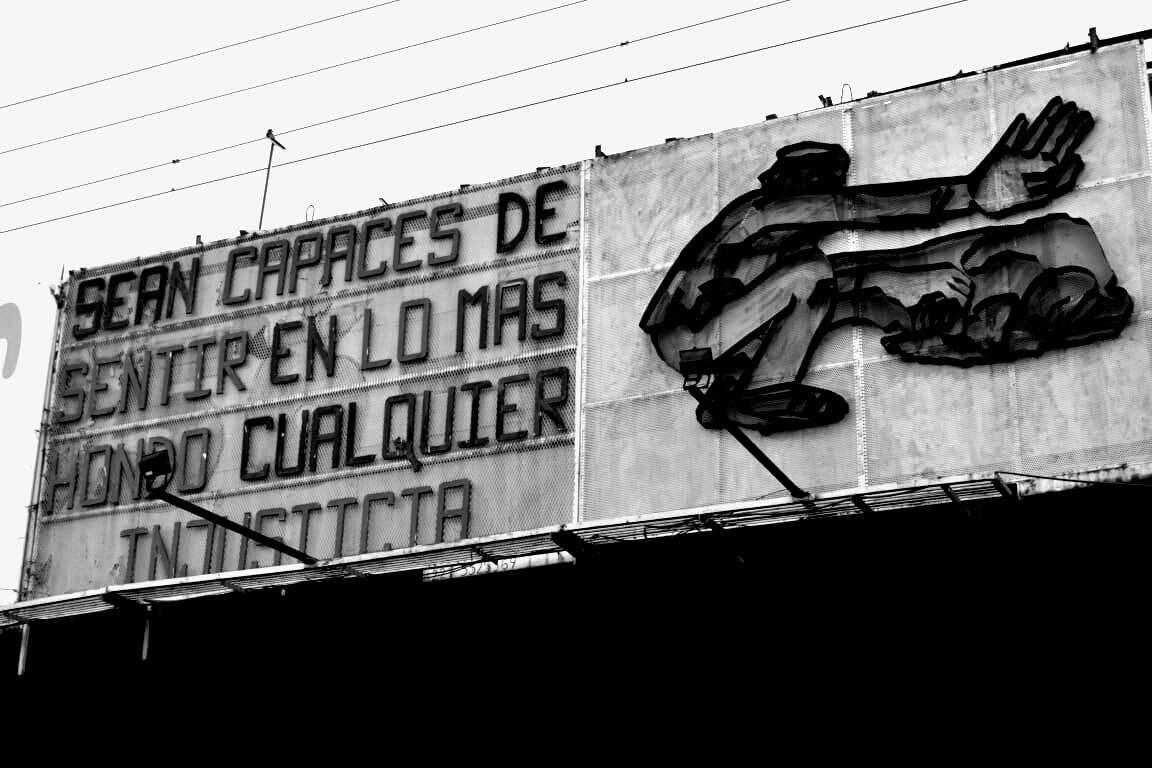 SEAN CAPACES DE
SENTIR EN LO MAS
HONDO CUALQUIER
INJUSTICIA